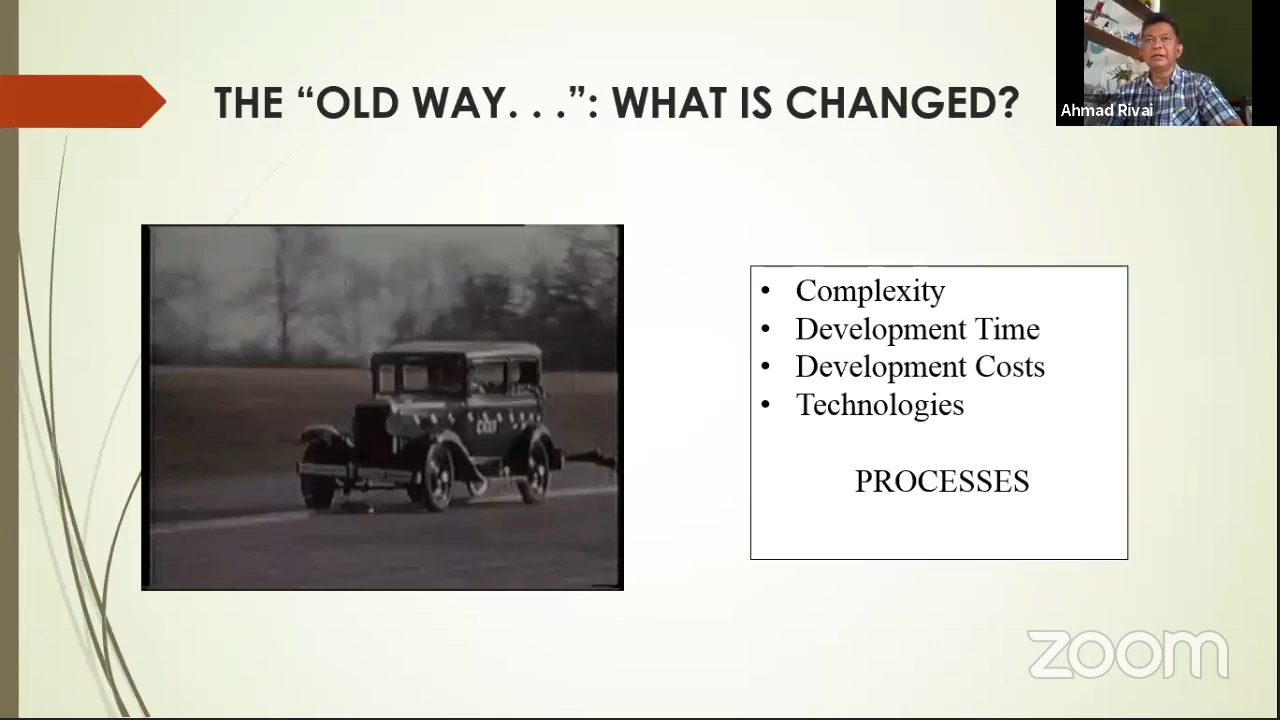 THE “OLD WAY. . .”: WHAT IS CHANGED?
Ahmad Rivai
• Complexity
• Development Time
• Development Costs
• Technologies
PROCESSES
zoom